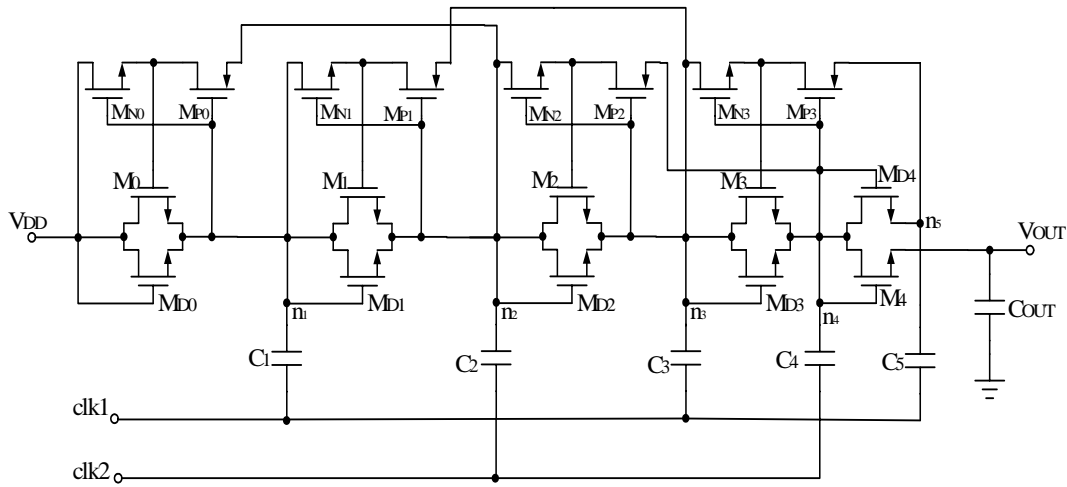 MN0 MP0 MN1 MP1 MN2 MP2 MN3 MP3
M0 M1 M2 M3 MD4
VDD n5 VOUT
MD0 MD1 MD2 MD3 M4
n1 n2 n3 n4 COUT
C1 C2 C3 C4 C5
clk1
clk2